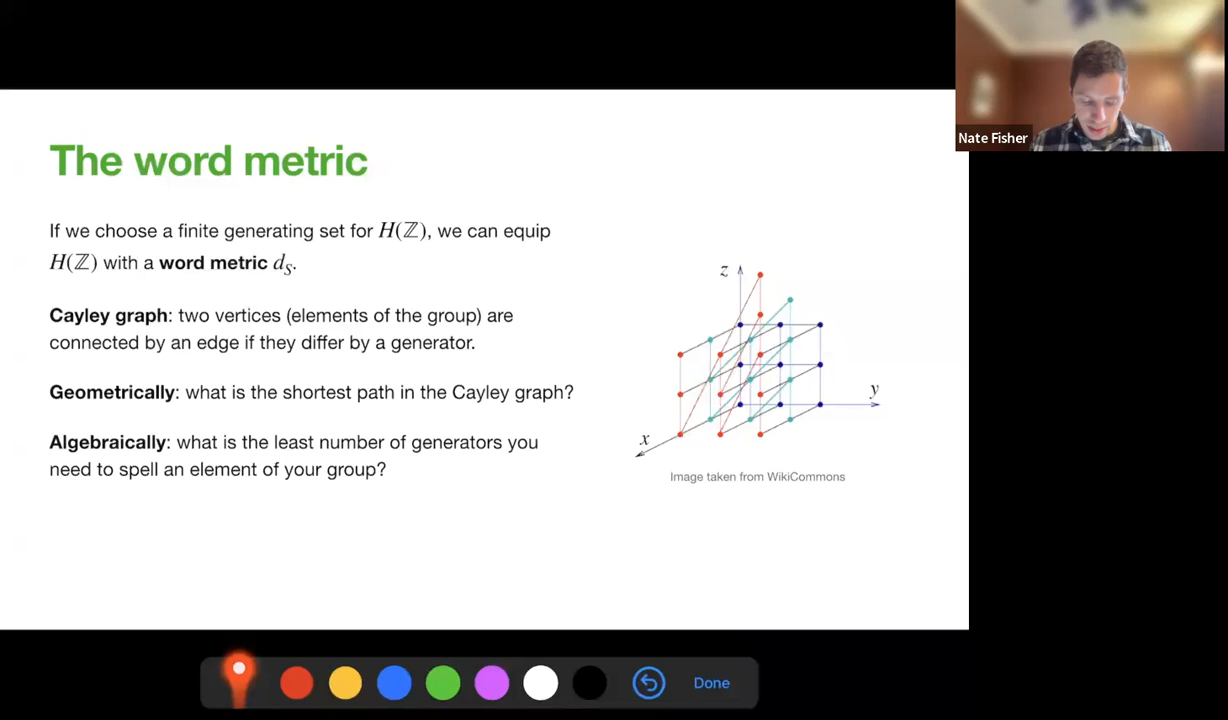 The word metric
If we choose a finite generating set for H(ℤ), we can equip
H(ℤ) with a word metric d_S.
Cayley graph: two vertices (elements of the group) are
connected by an edge if they differ by a generator.
Geometrically: what is the shortest path in the Cayley graph?
Algebraically: what is the least number of generators you
need to spell an element of your group?
z
y
x
Image taken from WikiCommons
Nate Fisher
Done